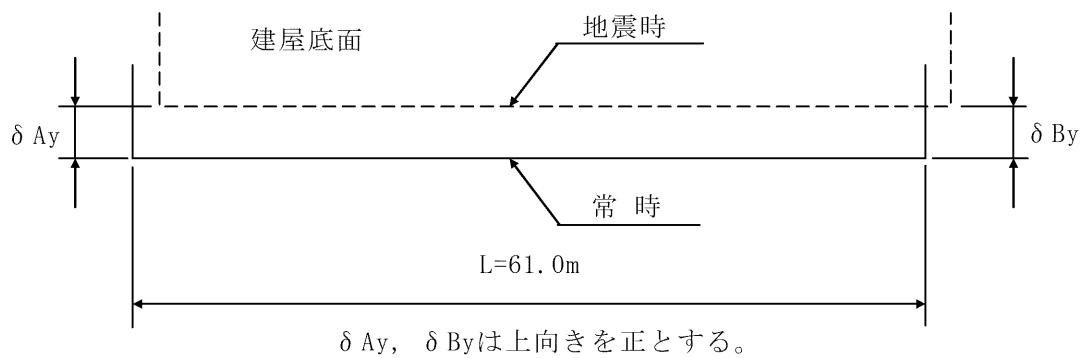 地震時
建屋底面
δAy
δBy
常 時
L=61.0m
δAy, δByは上向きを正とする。